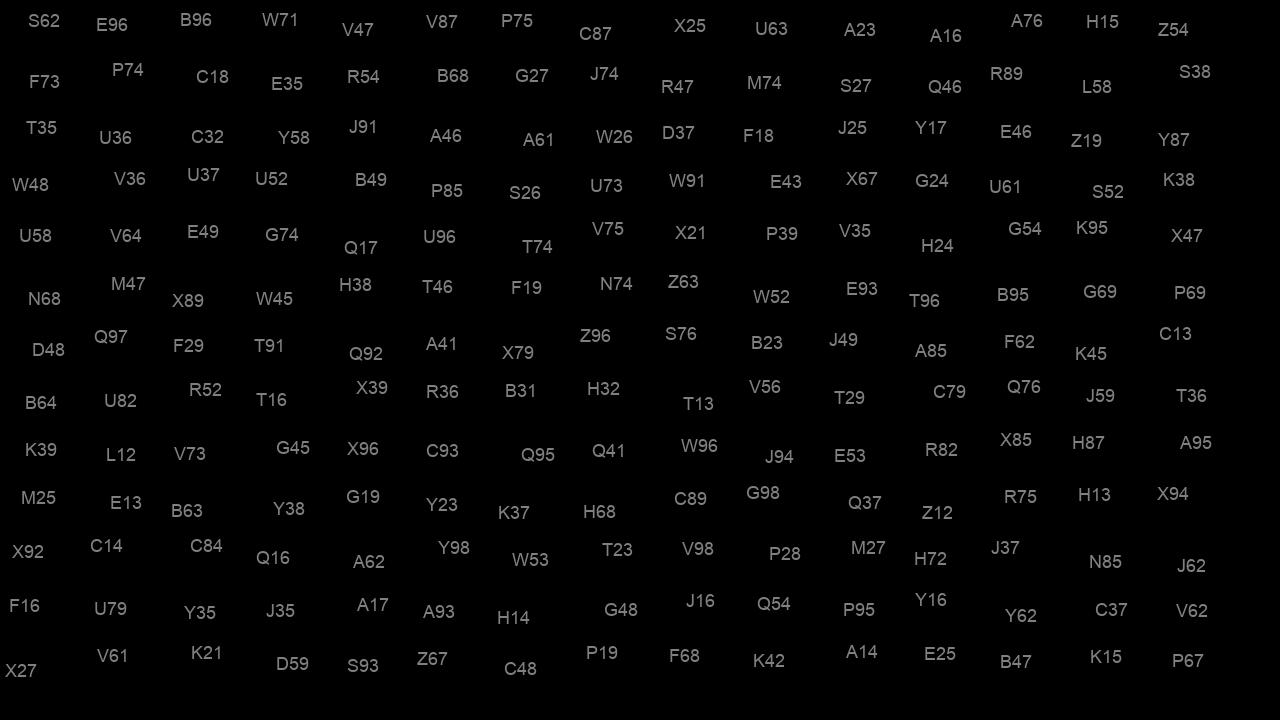 S62 E96 B96 W71 V47 V87 P75 C87 X25 U63 A23 A16 A76 H15 Z54
F73 P74 C18 E35 R54 B68 G27 J74 R47 M74 S27 Q46 R89 L58 S38
T35 U36 C32 Y58 J91 A46 A61 W26 D37 F18 J25 Y17 E46 Z19 Y87
W48 V36 U37 U52 B49 P85 S26 U73 W91 E43 X67 G24 U61 S52 K38
U58 V64 E49 G74 Q17 U96 T74 V75 X21 P39 V35 H24 G54 K95 X47
N68 M47 X89 W45 H38 T46 F19 N74 Z63 W52 E93 T96 B95 G69 P69
D48 Q97 F29 T91 Q92 A41 X79 Z96 S76 B23 J49 A85 F62 K45 C13
B64 U82 R52 T16 X39 R36 B31 H32 T13 V56 T29 C79 Q76 J59 T36
K39 L12 V73 G45 X96 C93 Q95 Q41 W96 J94 E53 R82 X85 H87 A95
M25 E13 B63 Y38 G19 Y23 K37 H68 C89 G98 Q37 Z12 R75 H13 X94
X92 C14 C84 Q16 A62 Y98 W53 T23 V98 P28 M27 H72 J37 N85 J62
F16 U79 Y35 J35 A17 A93 H14 G48 J16 Q54 P95 Y16 Y62 C37 V62
X27 V61 K21 D59 S93 Z67 C48 P19 F68 K42 A14 E25 B47 K15 P67